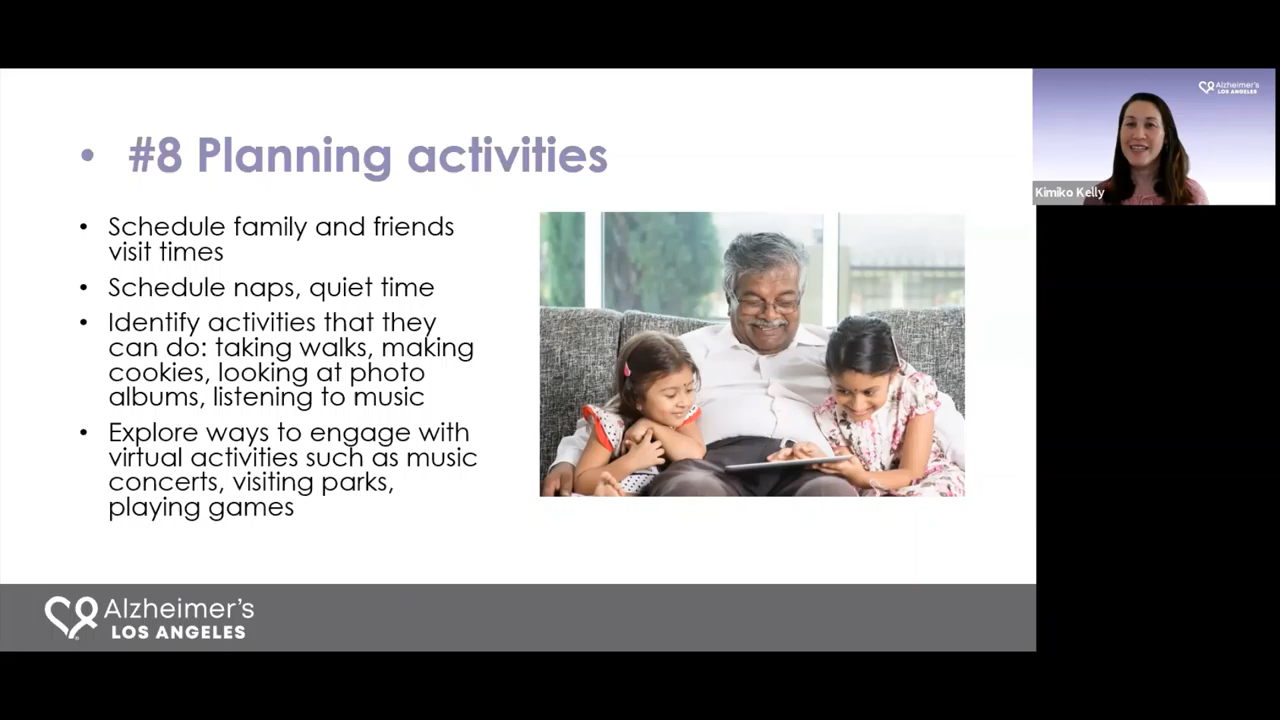 • #8 Planning activities
• Schedule family and friends
visit times
• Schedule naps, quiet time
• Identify activities that they
can do: taking walks, making
cookies, looking at photo
albums, listening to music
• Explore ways to engage with
virtual activities such as music
concerts, visiting parks,
playing games
Alzheimer's
LOS ANGELES
Alzheimer's
LOS ANGELES
Kimiko Kelly